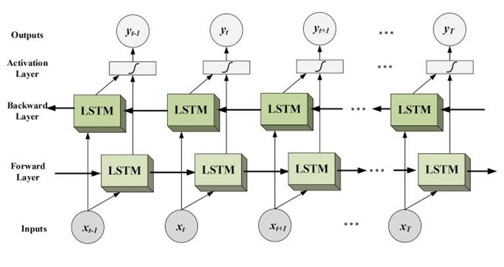 Outputs y_{t-1} y_t y_{t+1} ... y_T
Activation
Layer ∫ ∫ ∫ ... ∫
Backward
Layer LSTM LSTM LSTM ... LSTM
Forward
Layer LSTM LSTM LSTM ... LSTM
Inputs x_{t-1} x_t x_{t+1} ... x_T